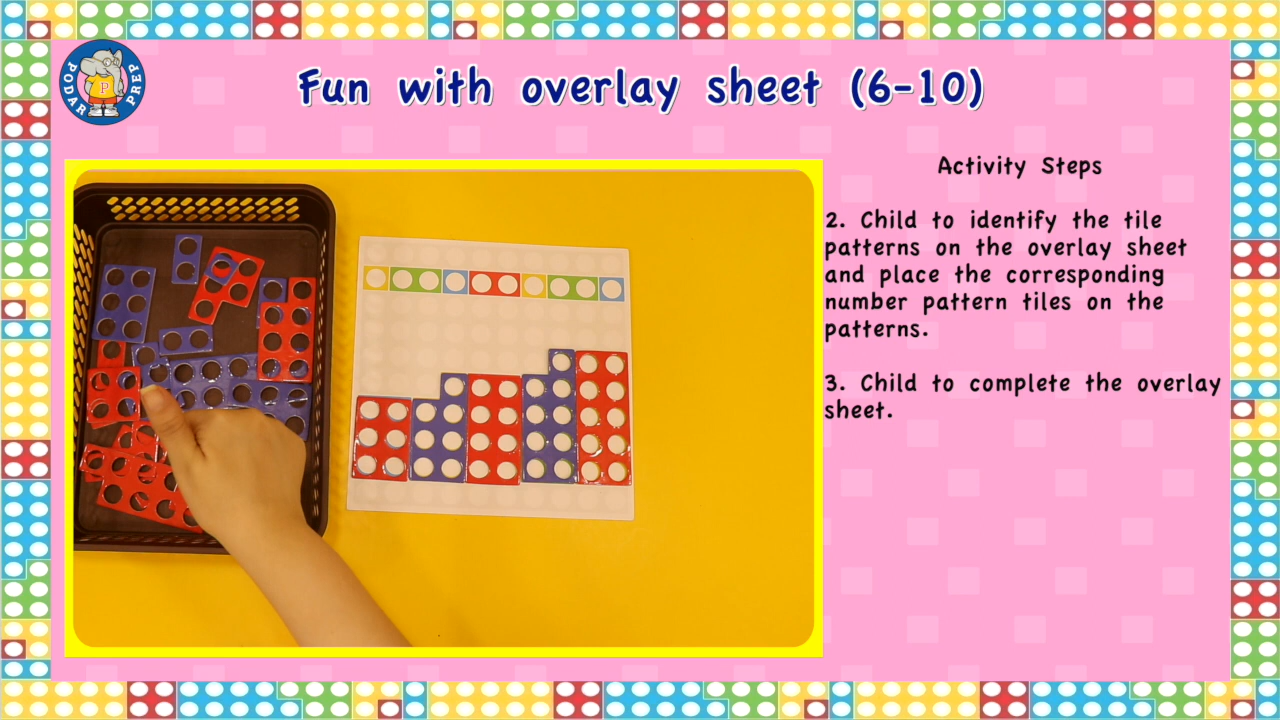 PODAR PREP
P
Fun with overlay sheet (6-10)
Activity Steps
2. Child to identify the tile
patterns on the overlay sheet
and place the corresponding
number pattern tiles on the
patterns.
3. Child to complete the overlay
sheet.